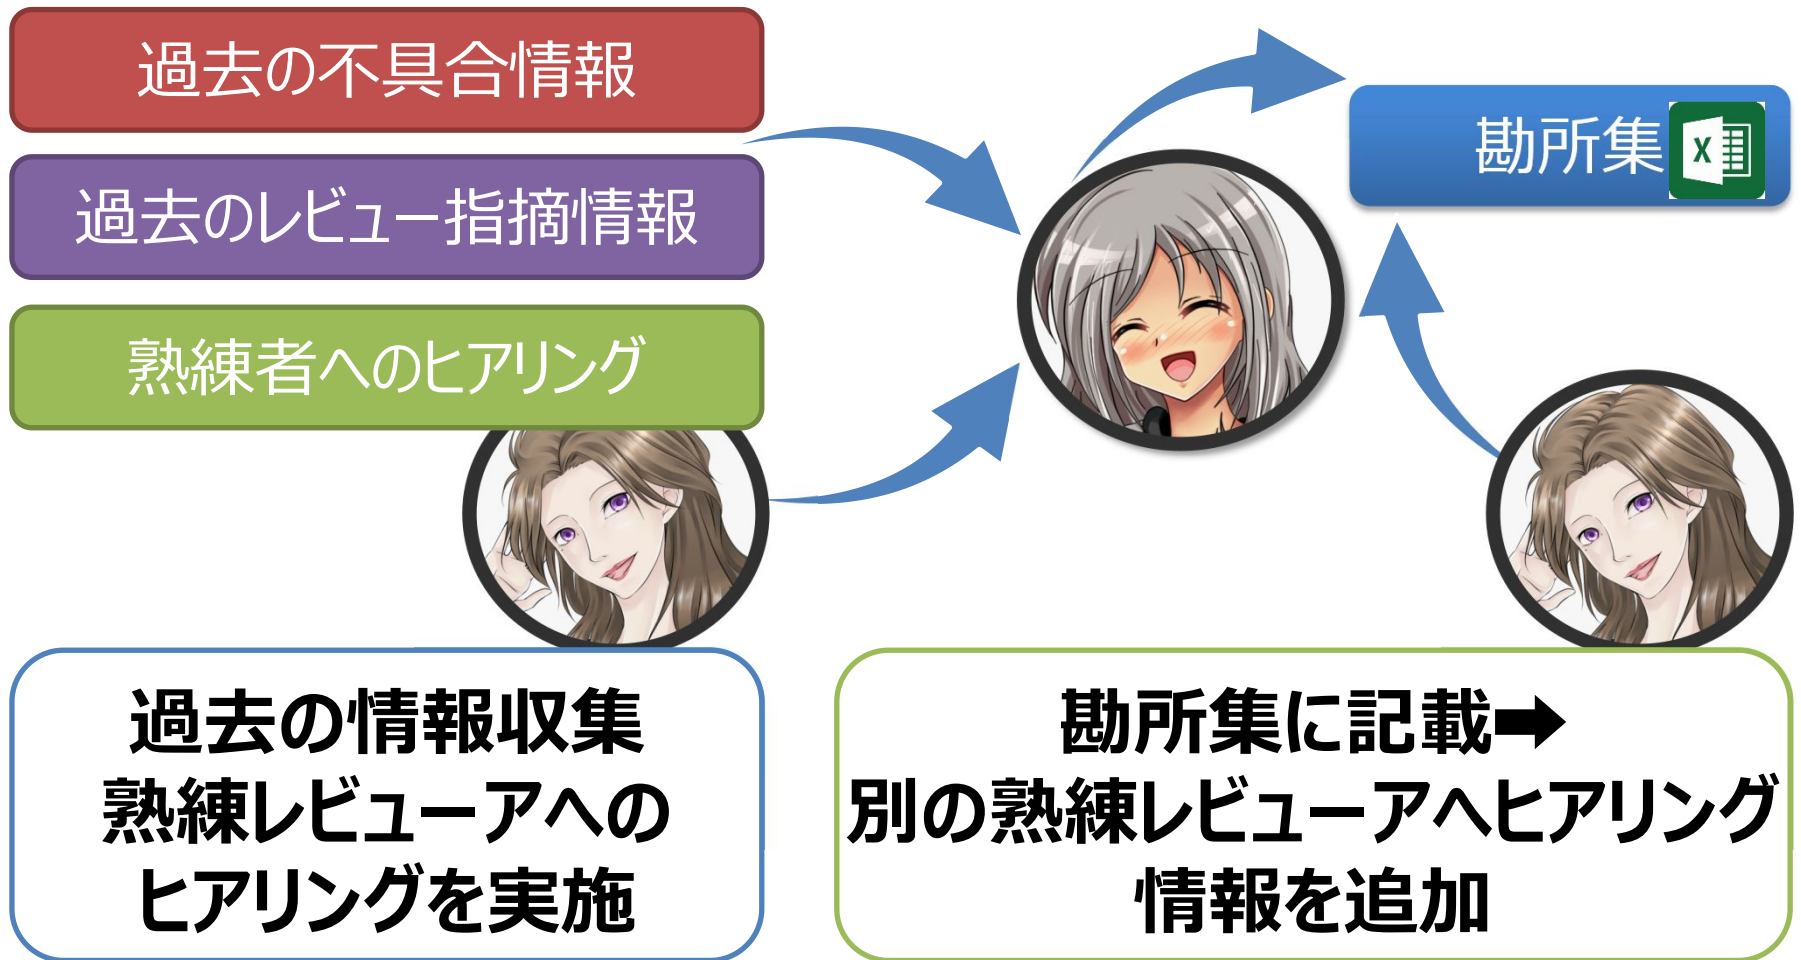 過去の不具合情報
過去のレビュー指摘情報
熟練者へのヒアリング
勘所集
X
過去の情報収集
熟練レビューアへの
ヒアリングを実施
勘所集に記載➡
別の熟練レビューアへヒアリング
情報を追加